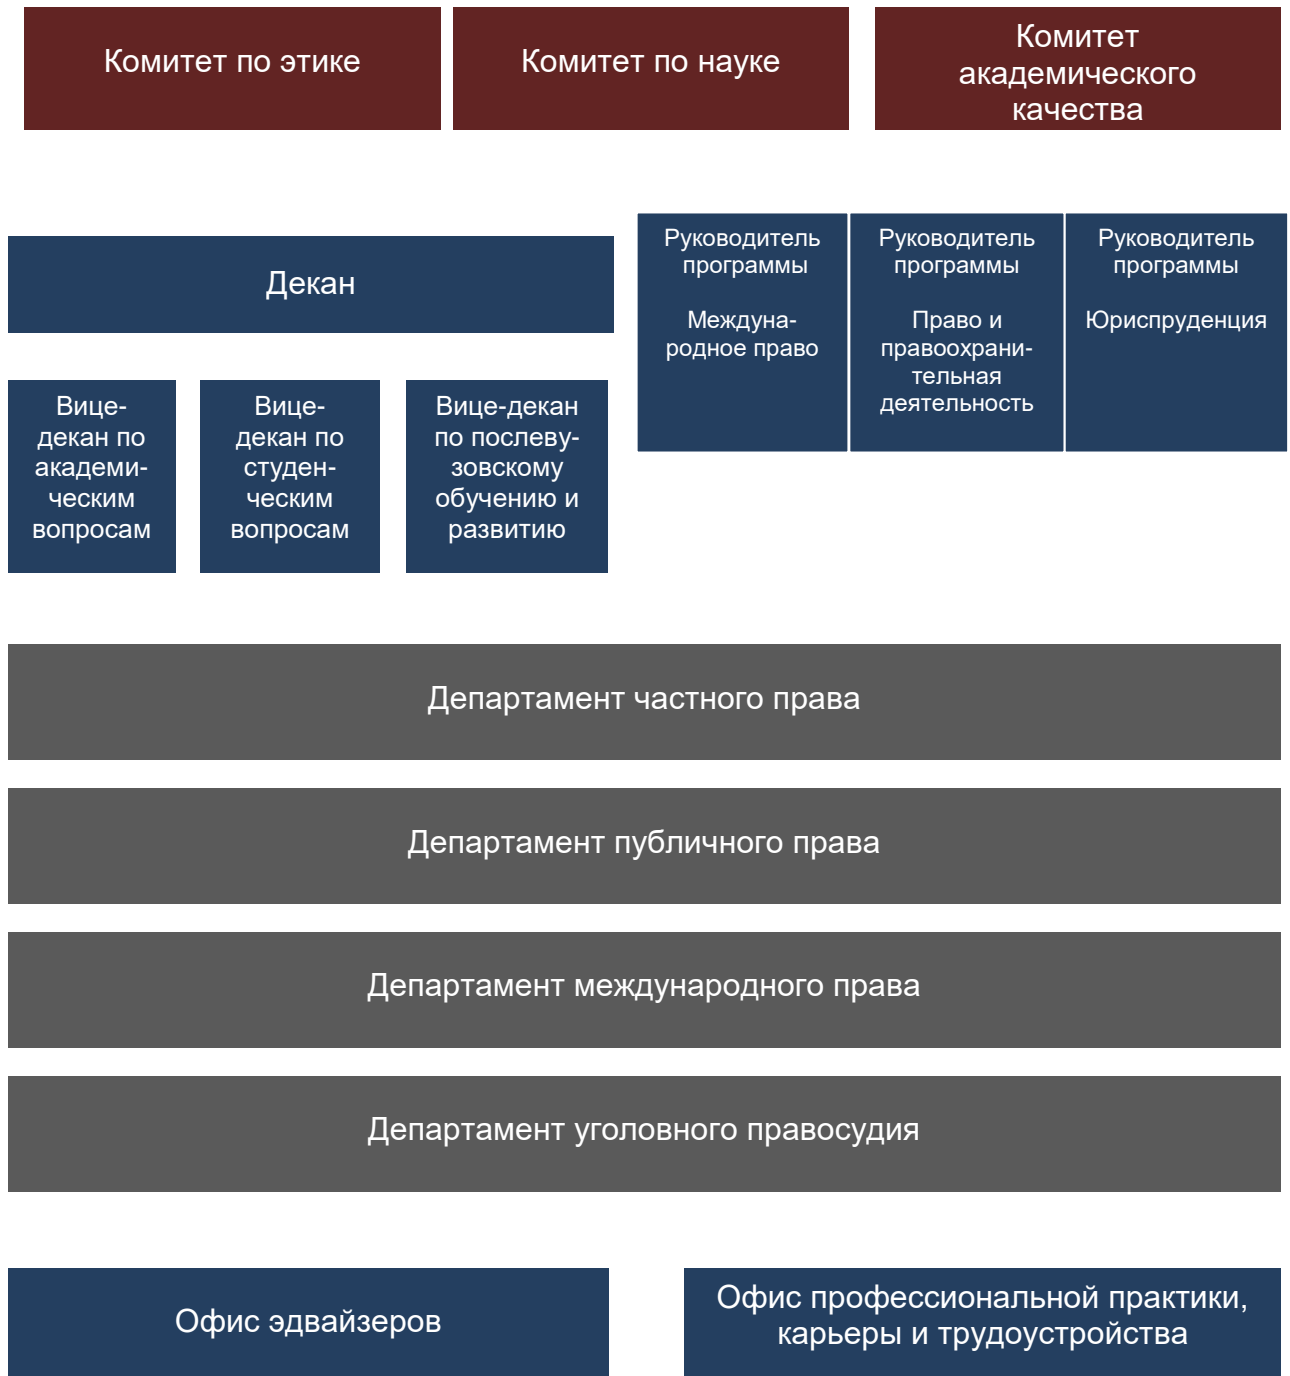 Комитет по этике
Комитет по науке
Комитет
академического
качества
Декан
Руководитель
программы
Междуна-
родное право
Руководитель
программы
Право и
правоохрани-
тельная
деятельность
Руководитель
программы
Юриспруденция
Вице-
декан по
академи-
ческим
вопросам
Вице-
декан по
студен-
ческим
вопросам
Вице-декан
по послеву-
зовскому
обучению и
развитию
Департамент частного права
Департамент публичного права
Департамент международного права
Департамент уголовного правосудия
Офис эдвайзеров
Офис профессиональной практики,
карьеры и трудоустройства